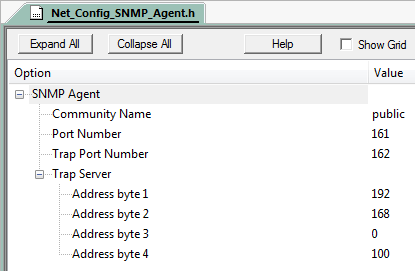 Net_Config_SNMP_Agent.h
Expand All Collapse All Help Show Grid
Option Value
SNMP Agent
Community Name public
Port Number 161
Trap Port Number 162
Trap Server
Address byte 1 192
Address byte 2 168
Address byte 3 0
Address byte 4 100